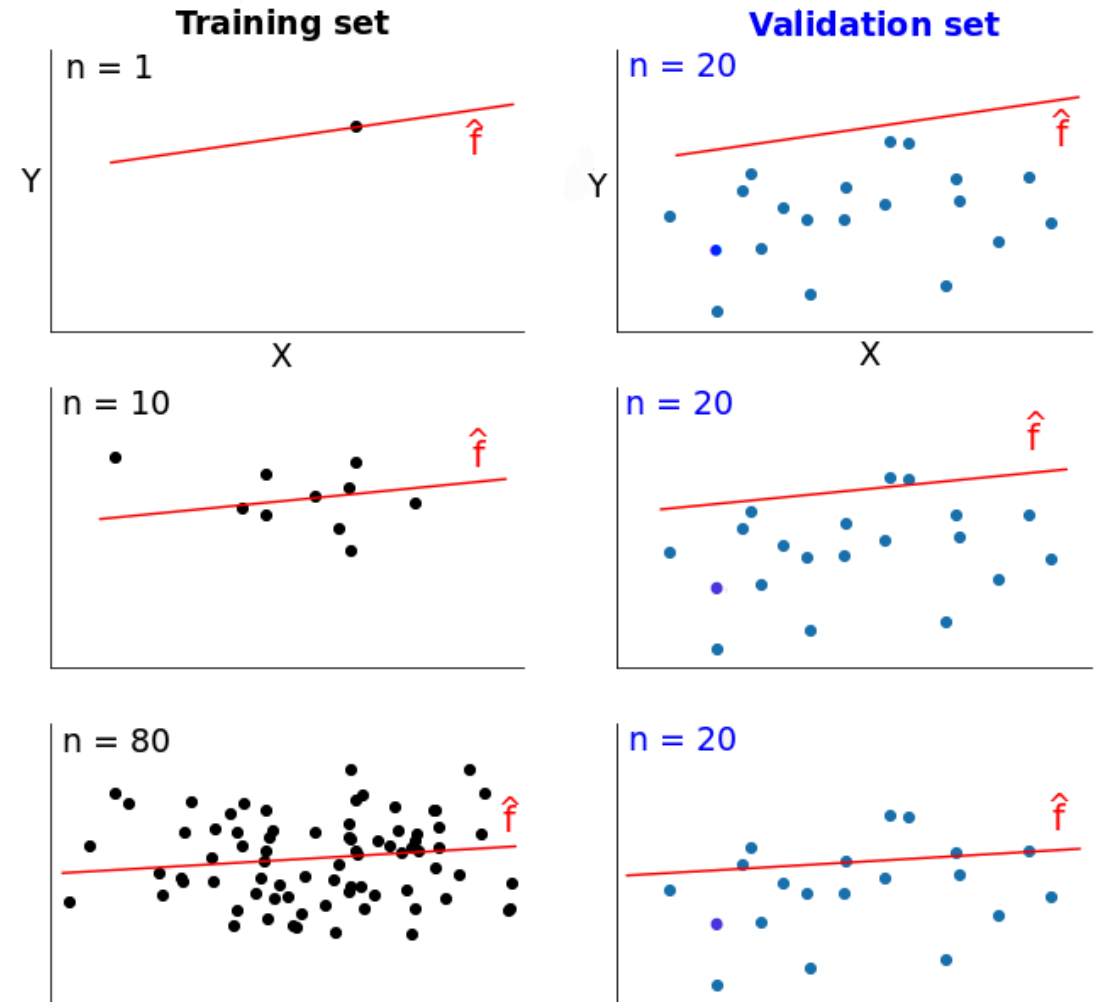 Training set
Validation set
n = 1
n = 20
f̂
f̂
Y
Y
X
X
n = 10
n = 20
f̂
f̂
n = 80
n = 20
f̂
f̂